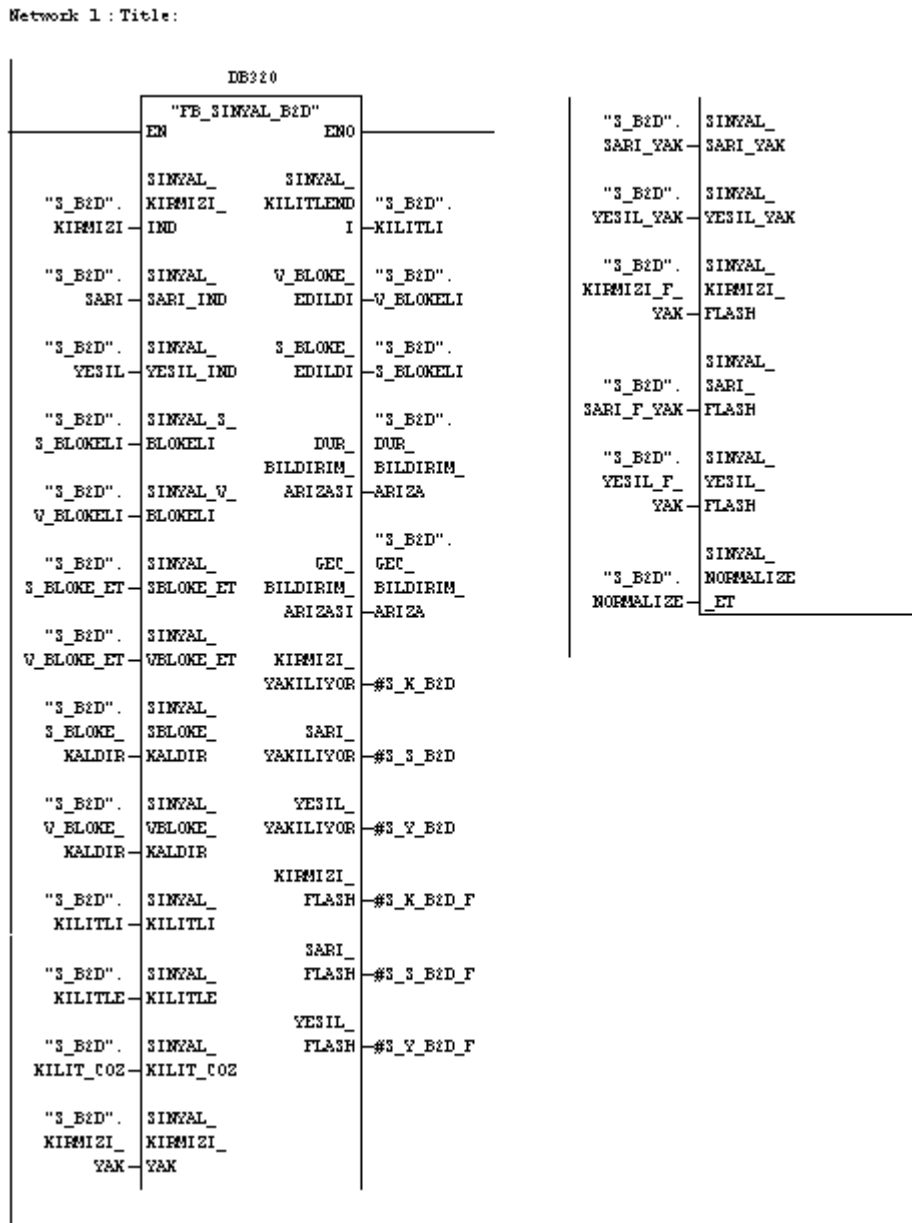 Network 1 : Title:
DB320
"FB_SINYAL_B2D"
EN ENO
SINYAL_ SINYAL_
"S_B2D". KIRMIZI_ KILITLEND "S_B2D".
KIRMIZI IND I KILITLI
"S_B2D". SINYAL_ V_BLOKE_ "S_B2D".
SARI SARI_IND EDILDI V_BLOKELI
"S_B2D". SINYAL_ S_BLOKE_ "S_B2D".
YESIL YESIL_IND EDILDI S_BLOKELI
"S_B2D". SINYAL_S_ "S_B2D".
S_BLOKELI BLOKELI DUR_ DUR_
BILDIRIM_ BILDIRIM_
"S_B2D". SINYAL_V_ ARIZASI ARIZA
V_BLOKELI BLOKELI
"S_B2D".
"S_B2D". SINYAL_ GEC_ GEC_
S_BLOKE_ET SBLOKE_ET BILDIRIM_ BILDIRIM_
ARIZASI ARIZA
"S_B2D". SINYAL_
V_BLOKE_ET VBLOKE_ET KIRMIZI_
YAKILIYOR #S_K_B2D
"S_B2D". SINYAL_
S_BLOKE_ SBLOKE_ SARI_
KALDIR KALDIR YAKILIYOR #S_S_B2D
"S_B2D". SINYAL_ YESIL_
V_BLOKE_ VBLOKE_ YAKILIYOR #S_Y_B2D
KALDIR KALDIR
KIRMIZI_
"S_B2D". SINYAL_ FLASH #S_K_B2D_F
KILITLI KILITLI
SARI_
"S_B2D". SINYAL_ FLASH #S_S_B2D_F
KILITLE KILITLE
YESIL_
"S_B2D". SINYAL_ FLASH #S_Y_B2D_F
KILIT_COZ KILIT_COZ
"S_B2D". SINYAL_
KIRMIZI_ KIRMIZI_
YAK YAK
"S_B2D". SINYAL_
SARI_YAK SARI_YAK
"S_B2D". SINYAL_
YESIL_YAK YESIL_YAK
"S_B2D". SINYAL_
KIRMIZI_F_ KIRMIZI_
YAK FLASH
SINYAL_
"S_B2D". SARI_
SARI_F_YAK FLASH
"S_B2D". SINYAL_
YESIL_F_ YESIL_
YAK FLASH
SINYAL_
"S_B2D". NORMALIZE
NORMALIZE _ET